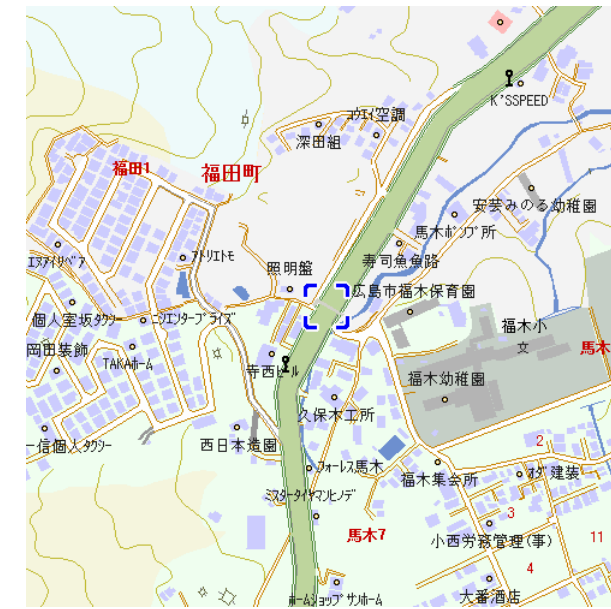 K'SSPEED
ｺｳｴｲ空調
深田組
福田1
福田町
安芸みのる幼稚園
馬木ポンプ所
ｱﾄﾘｴﾄﾓ
寿司魚魚路
ｴﾇｱｲﾘﾍﾞｱ
照明盤
広島市福木保育園
個人室坂ﾀｸｼｰ
ﾆｼｴﾝﾀｰﾌﾟﾗｲｽﾞ
福木小
文
岡田装飾
TAKAﾎｰﾑ
寺西ビル
福木幼稚園
馬木
久保木工所
一信個人ﾀｸｼｰ
西日本造園
2
ﾌｫｰﾚｽ馬木
福木集会所
ｵﾀﾞ建装
ﾐｽﾀｰﾀｲﾔﾏﾝﾋﾉﾃﾞ
3
馬木7
小西労務管理(事)
11
4
ﾎｰﾑｼｮｯﾌﾟｻﾝﾎｰﾑ
大番酒店